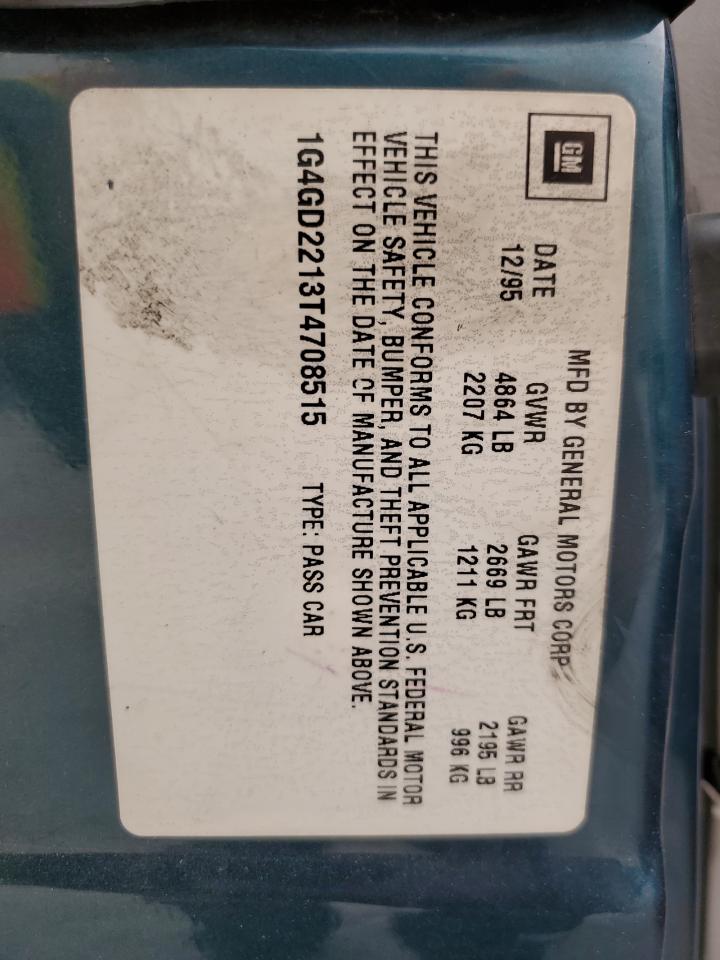 GM
MFD BY GENERAL MOTORS CORP
DATE GVWR GAWR FRT GAWR RR
12/95 4864 LB 2669 LB 2195 LB
2207 KG 1211 KG 996 KG
THIS VEHICLE CONFORMS TO ALL APPLICABLE U.S. FEDERAL MOTOR
VEHICLE SAFETY, BUMPER, AND THEFT PREVENTION STANDARDS IN
EFFECT ON THE DATE OF MANUFACTURE SHOWN ABOVE.
1G4GD2213T4708515 TYPE: PASS CAR